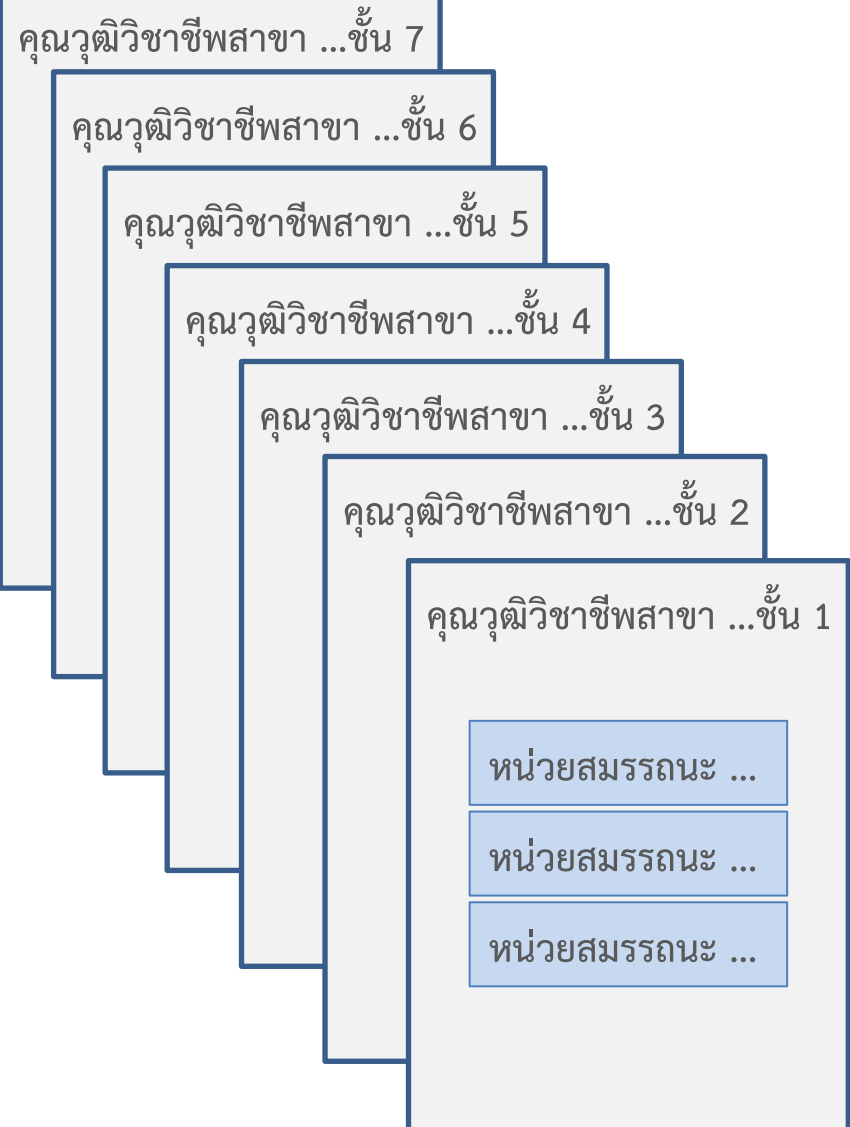 คุณวุฒิวิชาชีพสาขา ...ชั้น 7
คุณวุฒิวิชาชีพสาขา ...ชั้น 6
คุณวุฒิวิชาชีพสาขา ...ชั้น 5
คุณวุฒิวิชาชีพสาขา ...ชั้น 4
คุณวุฒิวิชาชีพสาขา ...ชั้น 3
คุณวุฒิวิชาชีพสาขา ...ชั้น 2
คุณวุฒิวิชาชีพสาขา ...ชั้น 1
หน่วยสมรรถนะ ...
หน่วยสมรรถนะ ...
หน่วยสมรรถนะ ...